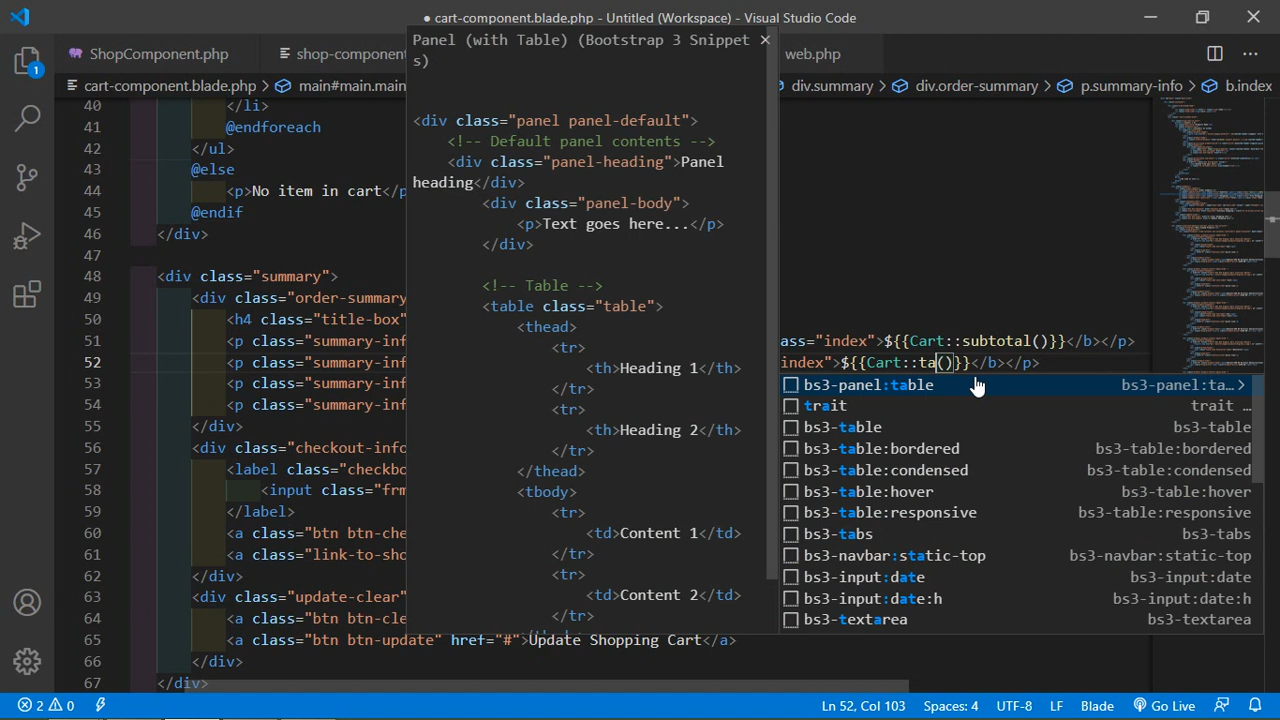 ● cart-component.blade.php - Untitled (Workspace) - Visual Studio Code
ShopComponent.php
shop-compone
web.php
cart-component.blade.php > main#main.main
div.summary > div.order-summary > p.summary-info > b.index
1
40 </li>
41 @endforeach
42 </ul>
43 @else
44 <p>No item in cart</p
45 @endif
46 </div>
47
48 <div class="summary">
49 <div class="order-summary
50 <h4 class="title-box"
51 <p class="summary-inf
52 <p class="summary-inf
53 <p class="summary-inf
54 <p class="summary-inf
55 </div>
56 <div class="checkout-info
57 <label class="checkbo
58 <input class="frm
59 </label>
60 <a class="btn btn-che
61 <a class="link-to-sho
62 </div>
63 <div class="update-clear"
64 <a class="btn btn-cle
65 <a class="btn btn-update" href="#">Update Shopping Cart</a>
66 </div>
67 </div>
Panel (with Table) (Bootstrap 3 Snippet
s)
<div class="panel panel-default">
<!-- Default panel contents -->
<div class="panel-heading">Panel
heading</div>
<div class="panel-body">
<p>Text goes here...</p>
</div>
<!-- Table -->
<table class="table">
<thead>
<tr>
<th>Heading 1</th>
</tr>
<tr>
<th>Heading 2</th>
</tr>
</thead>
<tbody>
<tr>
<td>Content 1</td>
</tr>
<tr>
<td>Content 2</td>
</tr>
ass="index">${{Cart::subtotal()}}</b></p>
index">${{Cart::ta()}}</b></p>
bs3-panel:table bs3-panel:ta…
trait trait …
bs3-table bs3-table
bs3-table:bordered bs3-table:bordered
bs3-table:condensed bs3-table:condensed
bs3-table:hover bs3-table:hover
bs3-table:responsive bs3-table:responsive
bs3-tabs bs3-tabs
bs3-navbar:static-top bs3-navbar:static-top
bs3-input:date bs3-input:date
bs3-input:date:h bs3-input:date:h
bs3-textarea bs3-textarea
2 0
Ln 52, Col 103 Spaces: 4 UTF-8 LF Blade Go Live